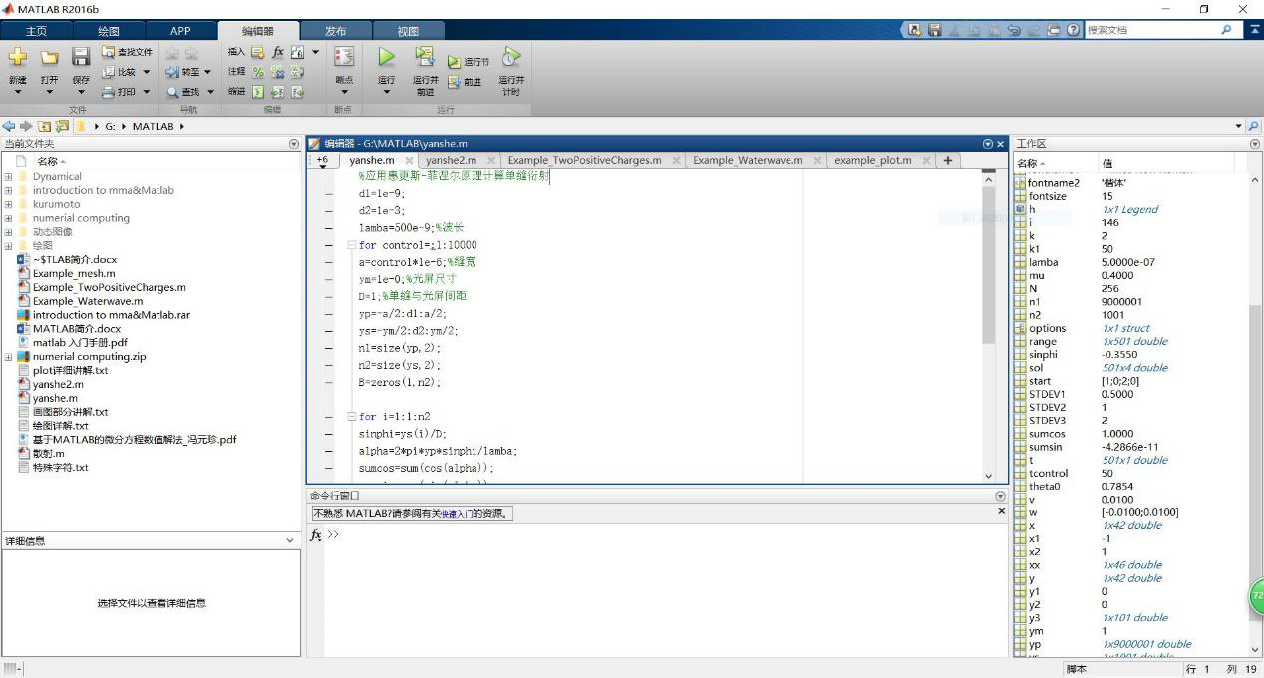 MATLAB R2016b
主页 绘图 APP 编辑器 发布 视图
搜索文档
新建 打开 保存 查找文件 比较 打印
转至 查找
插入 注释 缩进
断点
运行 运行并前进 运行节 前进 运行并计时
文件 导航 编辑 断点 运行
G: MATLAB
当前文件夹
名称
Dynamical
introduction to mma&Matlab
kurumoto
numerial computing
动态图像
绘图
~$TLAB简介.docx
Example_mesh.m
Example_TwoPositiveCharges.m
Example_Waterwave.m
introduction to mma&Matlab.rar
MATLAB简介.docx
matlab 入门手册.pdf
numerial computing.zip
plot详细讲解.txt
yanshe2.m
yanshe.m
画图部分讲解.txt
绘图详解.txt
基于MATLAB的微分方程数值解法_冯元珍.pdf
散射.m
特殊字符.txt
详细信息
选择文件以查看详细信息
编辑器 - G:\MATLAB\yanshe.m
+6 yanshe.m yanshe2.m Example_TwoPositiveCharges.m Example_Waterwave.m example_plot.m
%应用惠更斯-菲涅尔原理计算单缝衍射
d1=1e-9;
d2=1e-3;
lamba=500e-9;%波长
for control=:1:10000
a=control*1e-6;%缝宽
ym=1e-0;%光屏尺寸
D=1;%单缝与光屏间距
yp=-a/2:d1:a/2;
ys=-ym/2:d2:ym/2;
n1=size(yp,2);
n2=size(ys,2);
B=zeros(1,n2);
for i=1:1:n2
sinphi=ys(i)/D;
alpha=2*pi*yp*sinphi/lamba;
sumcos=sum(cos(alpha));
命令行窗口
不熟悉 MATLAB?请参阅有关快速入门的资源。
fx >>
工作区
名称 值
fontname2 '楷体'
fontsize 15
h 1x1 Legend
i 146
k 2
k1 50
lamba 5.0000e-07
mu 0.4000
N 256
n1 9000001
n2 1001
options 1x1 struct
range 1x501 double
sinphi -0.3550
sol 501x4 double
start [1;0;2;0]
STDEV1 0.5000
STDEV2 1
STDEV3 2
sumcos 1.0000
sumsin -4.2866e-11
t 501x1 double
tcontrol 50
theta0 0.7854
v 0.0100
w [-0.0100;0.0100]
x 1x42 double
x1 -1
x2 1
xx 1x46 double
y 1x42 double
y1 0
y2 0
y3 1x101 double
ym 1
yp 1x9000001 double
ys 1x1001 double
72
脚本 行 1 列 19